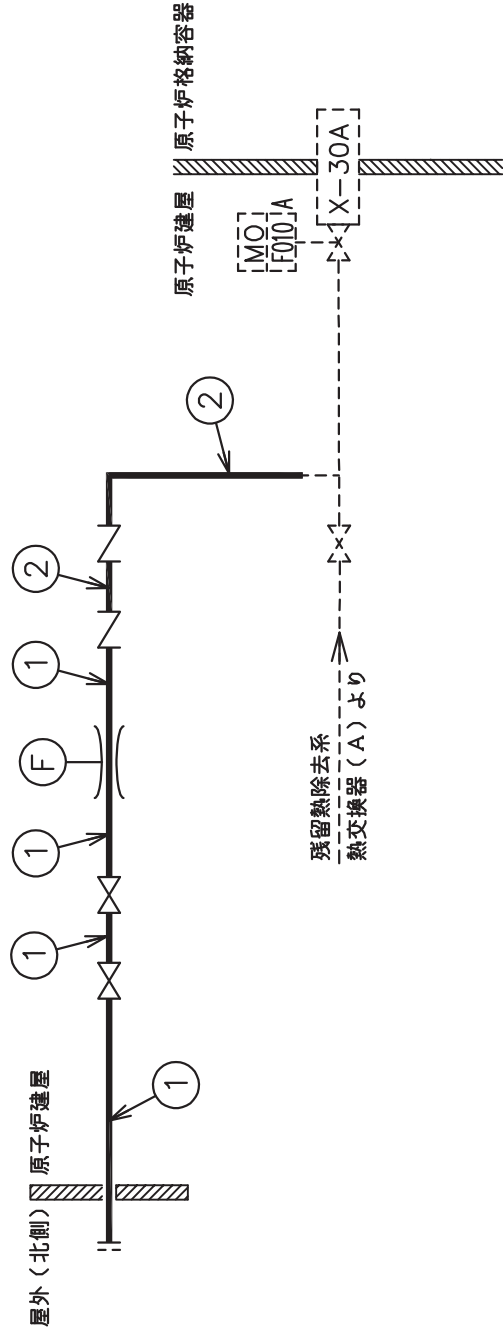 屋外（北側）
原子炉建屋
1
1
1
F
1
2
2
残留熱除去系
熱交換器（A）より
MO
F010 A
原子炉建屋
原子炉格納容器
X-30A